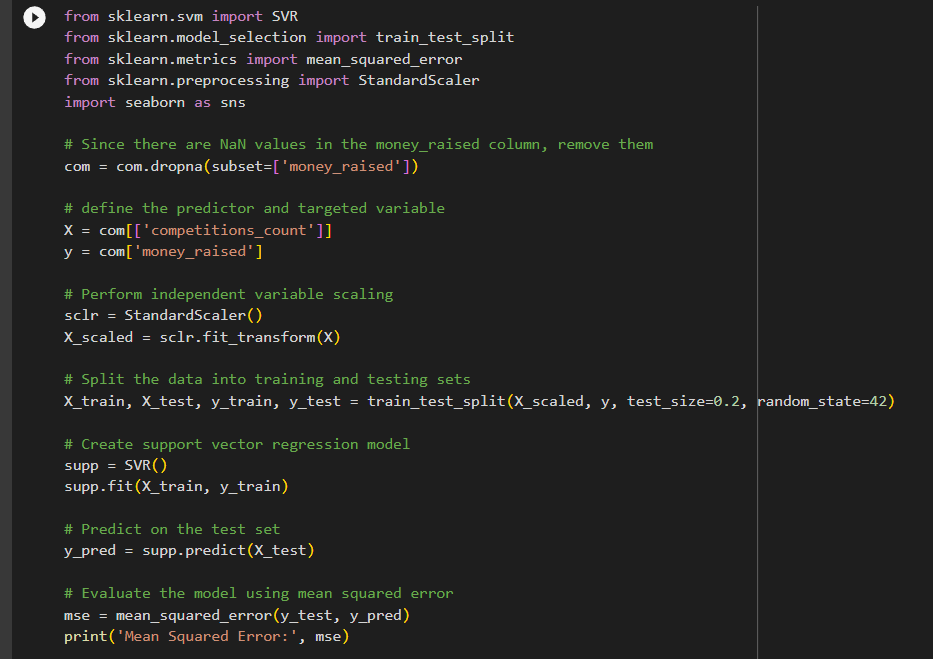 from sklearn.svm import SVR
from sklearn.model_selection import train_test_split
from sklearn.metrics import mean_squared_error
from sklearn.preprocessing import StandardScaler
import seaborn as sns
# Since there are NaN values in the money_raised column, remove them
com = com.dropna(subset=['money_raised'])
# define the predictor and targeted variable
X = com[['competitions_count']]
y = com['money_raised']
# Perform independent variable scaling
sclr = StandardScaler()
X_scaled = sclr.fit_transform(X)
# Split the data into training and testing sets
X_train, X_test, y_train, y_test = train_test_split(X_scaled, y, test_size=0.2, random_state=42)
# Create support vector regression model
supp = SVR()
supp.fit(X_train, y_train)
# Predict on the test set
y_pred = supp.predict(X_test)
# Evaluate the model using mean squared error
mse = mean_squared_error(y_test, y_pred)
print('Mean Squared Error:', mse)